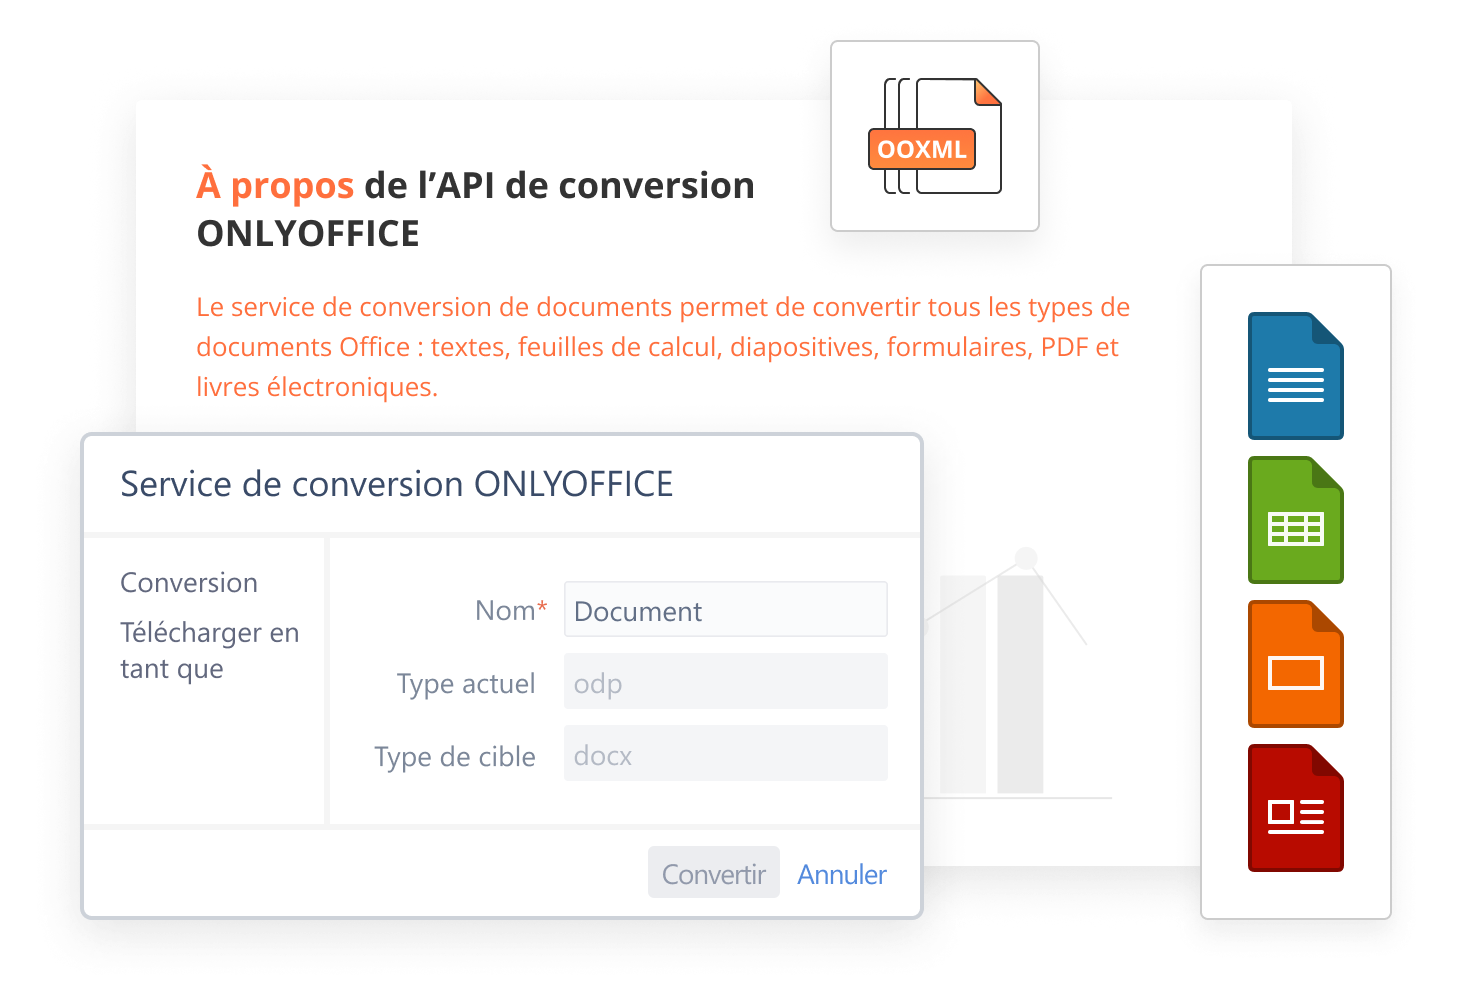 OOXML
À propos de l’API de conversion
ONLYOFFICE
Le service de conversion de documents permet de convertir tous les types de
documents Office : textes, feuilles de calcul, diapositives, formulaires, PDF et
livres électroniques.
Service de conversion ONLYOFFICE
Conversion
Télécharger en
tant que
Nom* Document
Type actuel odp
Type de cible docx
Convertir Annuler